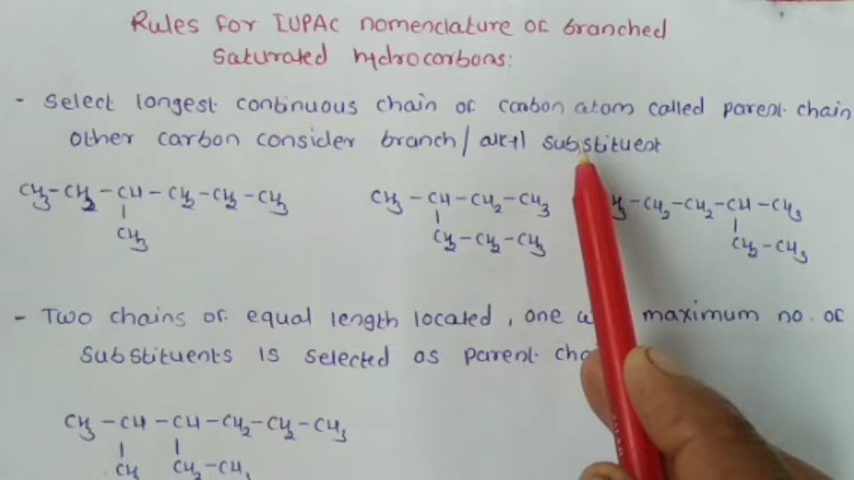 Rules for IUPAC nomenclature of branched
saturated hydrocarbons:
- Select longest continuous chain of carbon atom called parent chain
other carbon consider branch / alkyl substituent
CH3-CH2-CH-CH2-CH2-CH3
CH3
CH3-CH-CH2-CH3
CH2-CH2-CH3
-CH2-CH2-CH-CH3
CH2-CH3
- Two chains of equal length located, one maximum no. of
substituents is selected as parent
CH3-CH-CH-CH2-CH2-CH3
CH2-CH